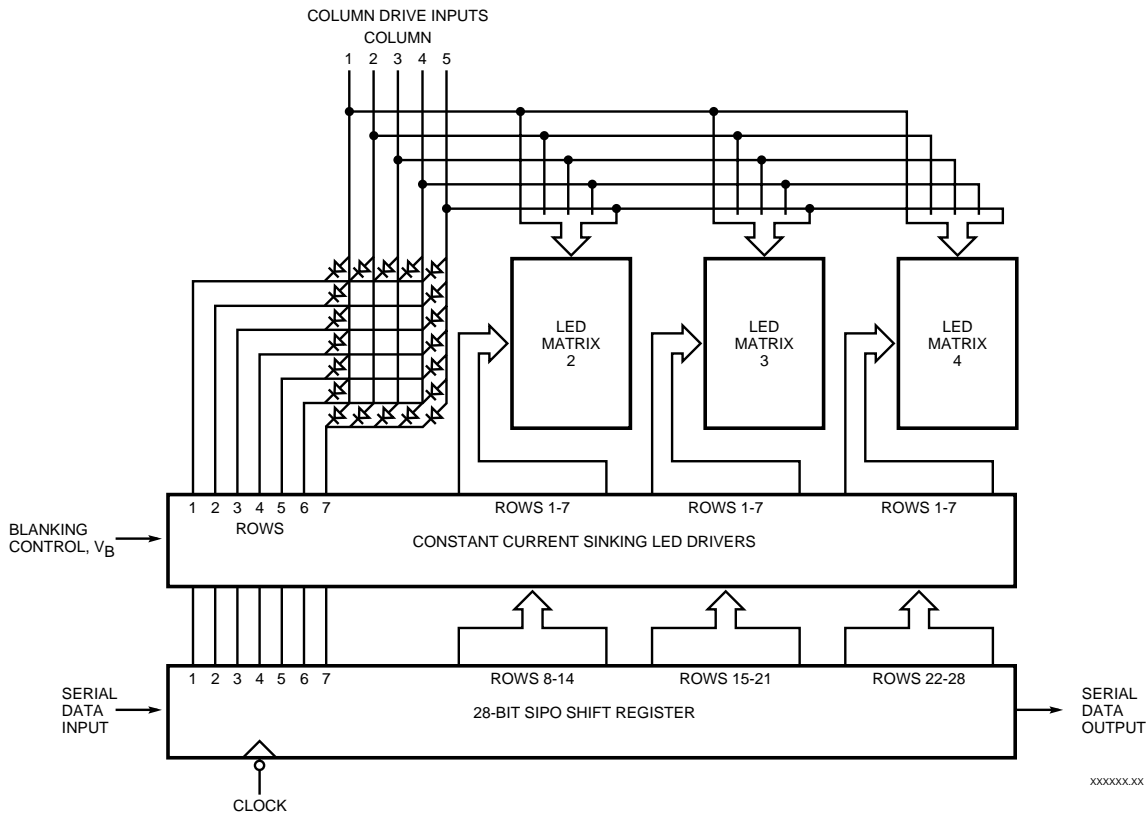 COLUMN DRIVE INPUTS
COLUMN
1 2 3 4 5
LED
MATRIX
2
LED
MATRIX
3
LED
MATRIX
4
1 2 3 4 5 6 7
ROWS
ROWS 1-7
ROWS 1-7
ROWS 1-7
BLANKING
CONTROL, VB
CONSTANT CURRENT SINKING LED DRIVERS
1 2 3 4 5 6 7
ROWS 8-14
ROWS 15-21
ROWS 22-28
SERIAL
DATA
INPUT
28-BIT SIPO SHIFT REGISTER
SERIAL
DATA
OUTPUT
CLOCK
xxxxxx.xx